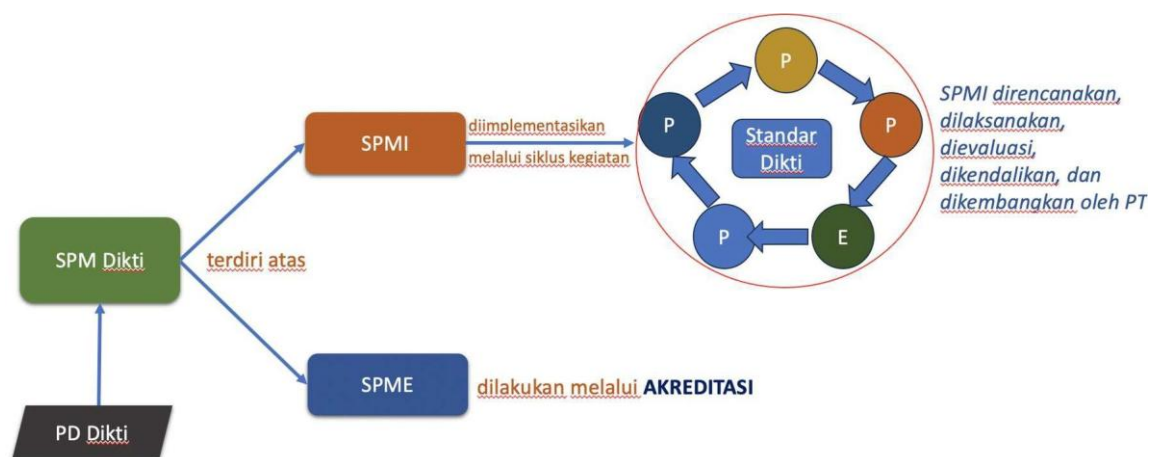 SPM Dikti
PD Dikti
terdiri atas
SPMI
diimplementasikan
melalui siklus kegiatan
P
P
E
P
P
Standar
Dikti
SPMI direncanakan,
dilaksanakan,
dievaluasi,
dikendalikan, dan
dikembangkan oleh PT
SPME
dilakukan melalui AKREDITASI